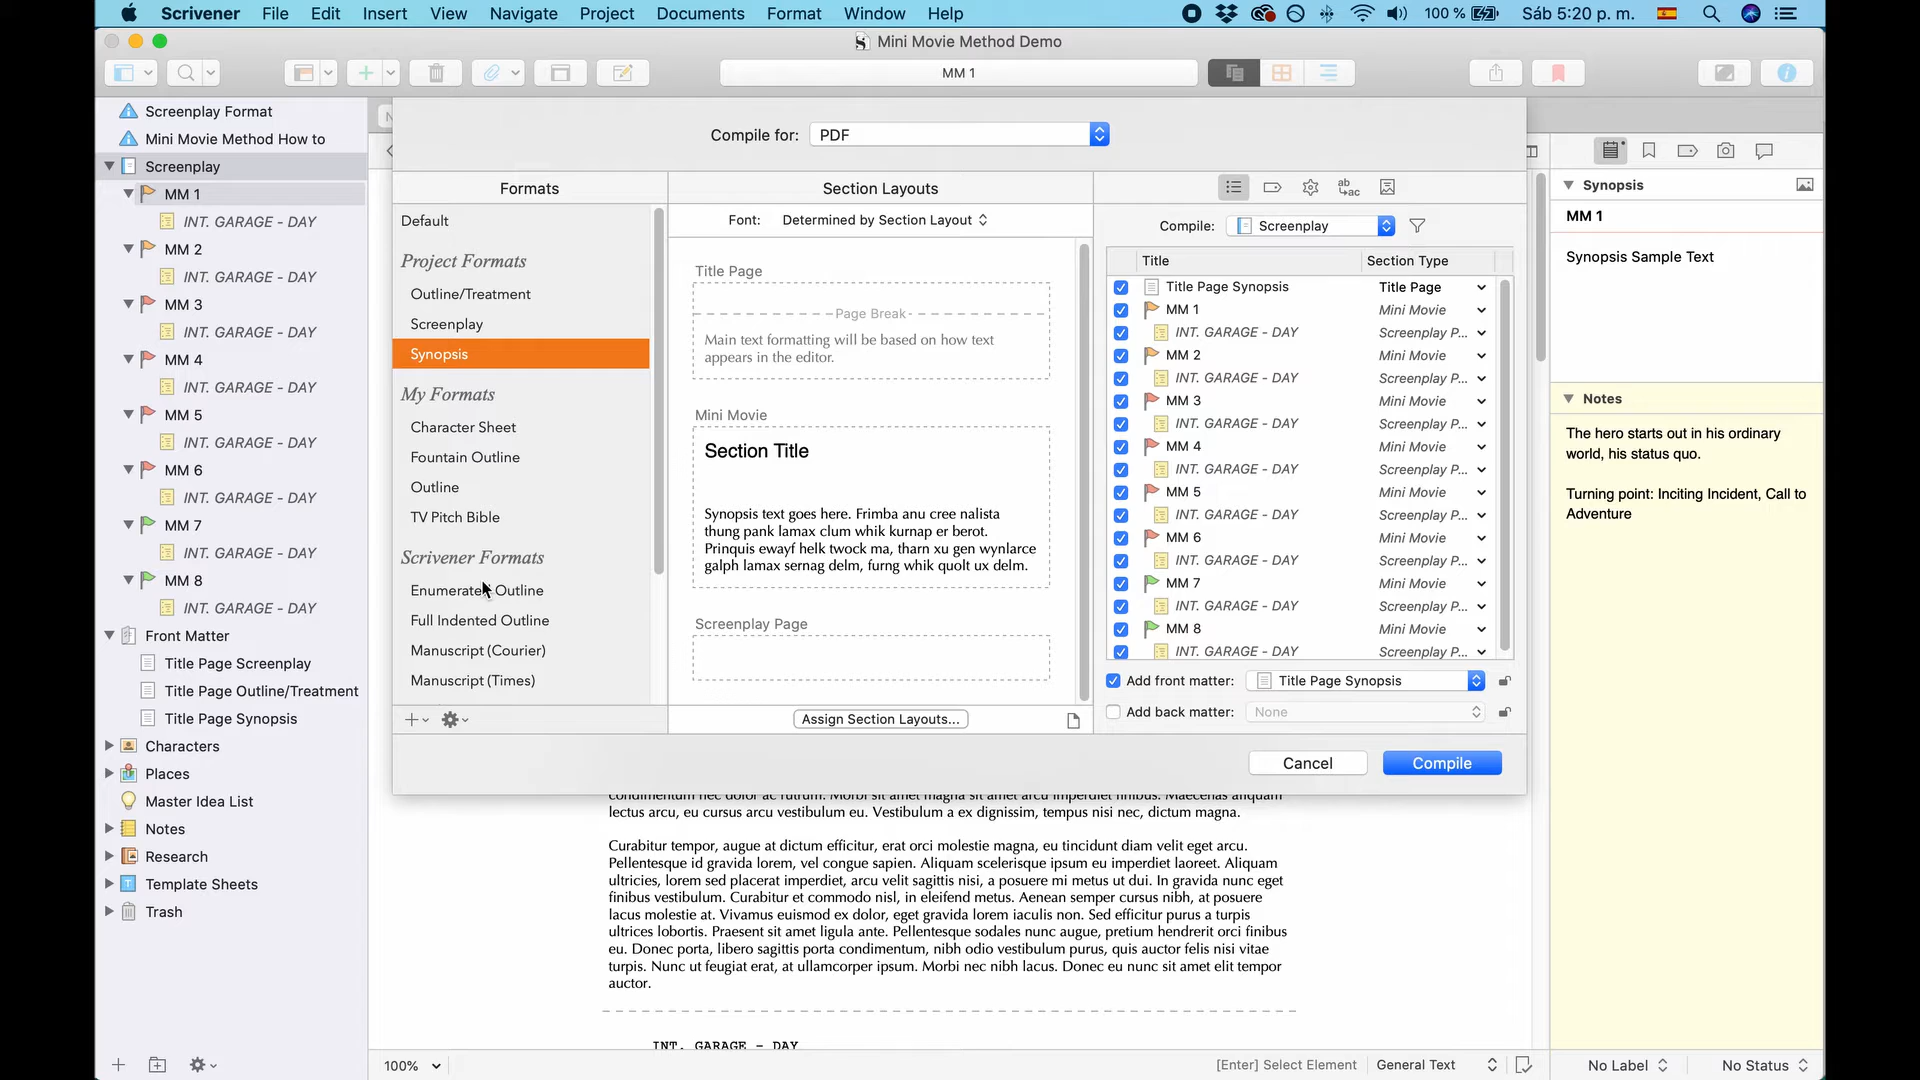 Scrivener File Edit Insert View Navigate Project Documents Format Window Help
100 % Sáb 5:20 p. m.
Mini Movie Method Demo
MM 1
Screenplay Format
Mini Movie Method How to
Screenplay
MM 1
INT. GARAGE - DAY
MM 2
INT. GARAGE - DAY
MM 3
INT. GARAGE - DAY
MM 4
INT. GARAGE - DAY
MM 5
INT. GARAGE - DAY
MM 6
INT. GARAGE - DAY
MM 7
INT. GARAGE - DAY
MM 8
INT. GARAGE - DAY
Front Matter
Title Page Screenplay
Title Page Outline/Treatment
Title Page Synopsis
Characters
Places
Master Idea List
Notes
Research
Template Sheets
Trash
Compile for: PDF
Formats
Default
Project Formats
Outline/Treatment
Screenplay
Synopsis
My Formats
Character Sheet
Fountain Outline
Outline
TV Pitch Bible
Scrivener Formats
Enumerated Outline
Full Indented Outline
Manuscript (Courier)
Manuscript (Times)
Section Layouts
Font: Determined by Section Layout
Title Page
Page Break
Main text formatting will be based on how text
appears in the editor.
Mini Movie
Section Title
Synopsis text goes here. Frimba anu cree nalista
thung pank lamax clum whik kurnap er berot.
Prinquis ewayf helk twock ma, tharn xu gen wynlarce
galph lamax sernag delm, furng whik quolt ux delm.
Screenplay Page
Assign Section Layouts...
ab
ac
Compile: Screenplay
Title Section Type
Title Page Synopsis Title Page
MM 1 Mini Movie
INT. GARAGE - DAY Screenplay P...
MM 2 Mini Movie
INT. GARAGE - DAY Screenplay P...
MM 3 Mini Movie
INT. GARAGE - DAY Screenplay P...
MM 4 Mini Movie
INT. GARAGE - DAY Screenplay P...
MM 5 Mini Movie
INT. GARAGE - DAY Screenplay P...
MM 6 Mini Movie
INT. GARAGE - DAY Screenplay P...
MM 7 Mini Movie
INT. GARAGE - DAY Screenplay P...
MM 8 Mini Movie
INT. GARAGE - DAY Screenplay P...
Add front matter: Title Page Synopsis
Add back matter: None
Cancel Compile
condimentum nec dolor ac rutrum. Morbi sit amet magna sit amet arcu imperdiet finibus. Maecenas aliquam
lectus arcu, eu cursus arcu vestibulum eu. Vestibulum a ex dignissim, tempus nisi nec, dictum magna.
Curabitur tempor, augue at dictum efficitur, erat orci molestie magna, eu tincidunt diam velit eget arcu.
Pellentesque id gravida lorem, vel congue sapien. Aliquam scelerisque ipsum eu imperdiet laoreet. Aliquam
ultricies, lorem sed placerat imperdiet, arcu velit sagittis nisi, a posuere mi metus ut dui. In gravida nunc eget
finibus vestibulum. Curabitur et commodo nisl, in eleifend metus. Aenean semper cursus nibh, at posuere
lacus molestie at. Vivamus euismod ex dolor, eget gravida lorem iaculis non. Sed efficitur purus a turpis
ultrices lobortis. Praesent sit amet ligula ante. Pellentesque sodales nunc augue, pretium hendrerit orci finibus
eu. Donec porta, libero sagittis porta condimentum, nibh odio vestibulum purus, quis auctor felis nisi vitae
turpis. Nunc ut feugiat erat, at ullamcorper ipsum. Morbi nec nibh lacus. Donec eu nunc sit amet elit tempor
auctor.
INT. GARAGE - DAY
100% [Enter] Select Element General Text
Synopsis
MM 1
Synopsis Sample Text
Notes
The hero starts out in his ordinary
world, his status quo.
Turning point: Inciting Incident, Call to
Adventure
No Label No Status